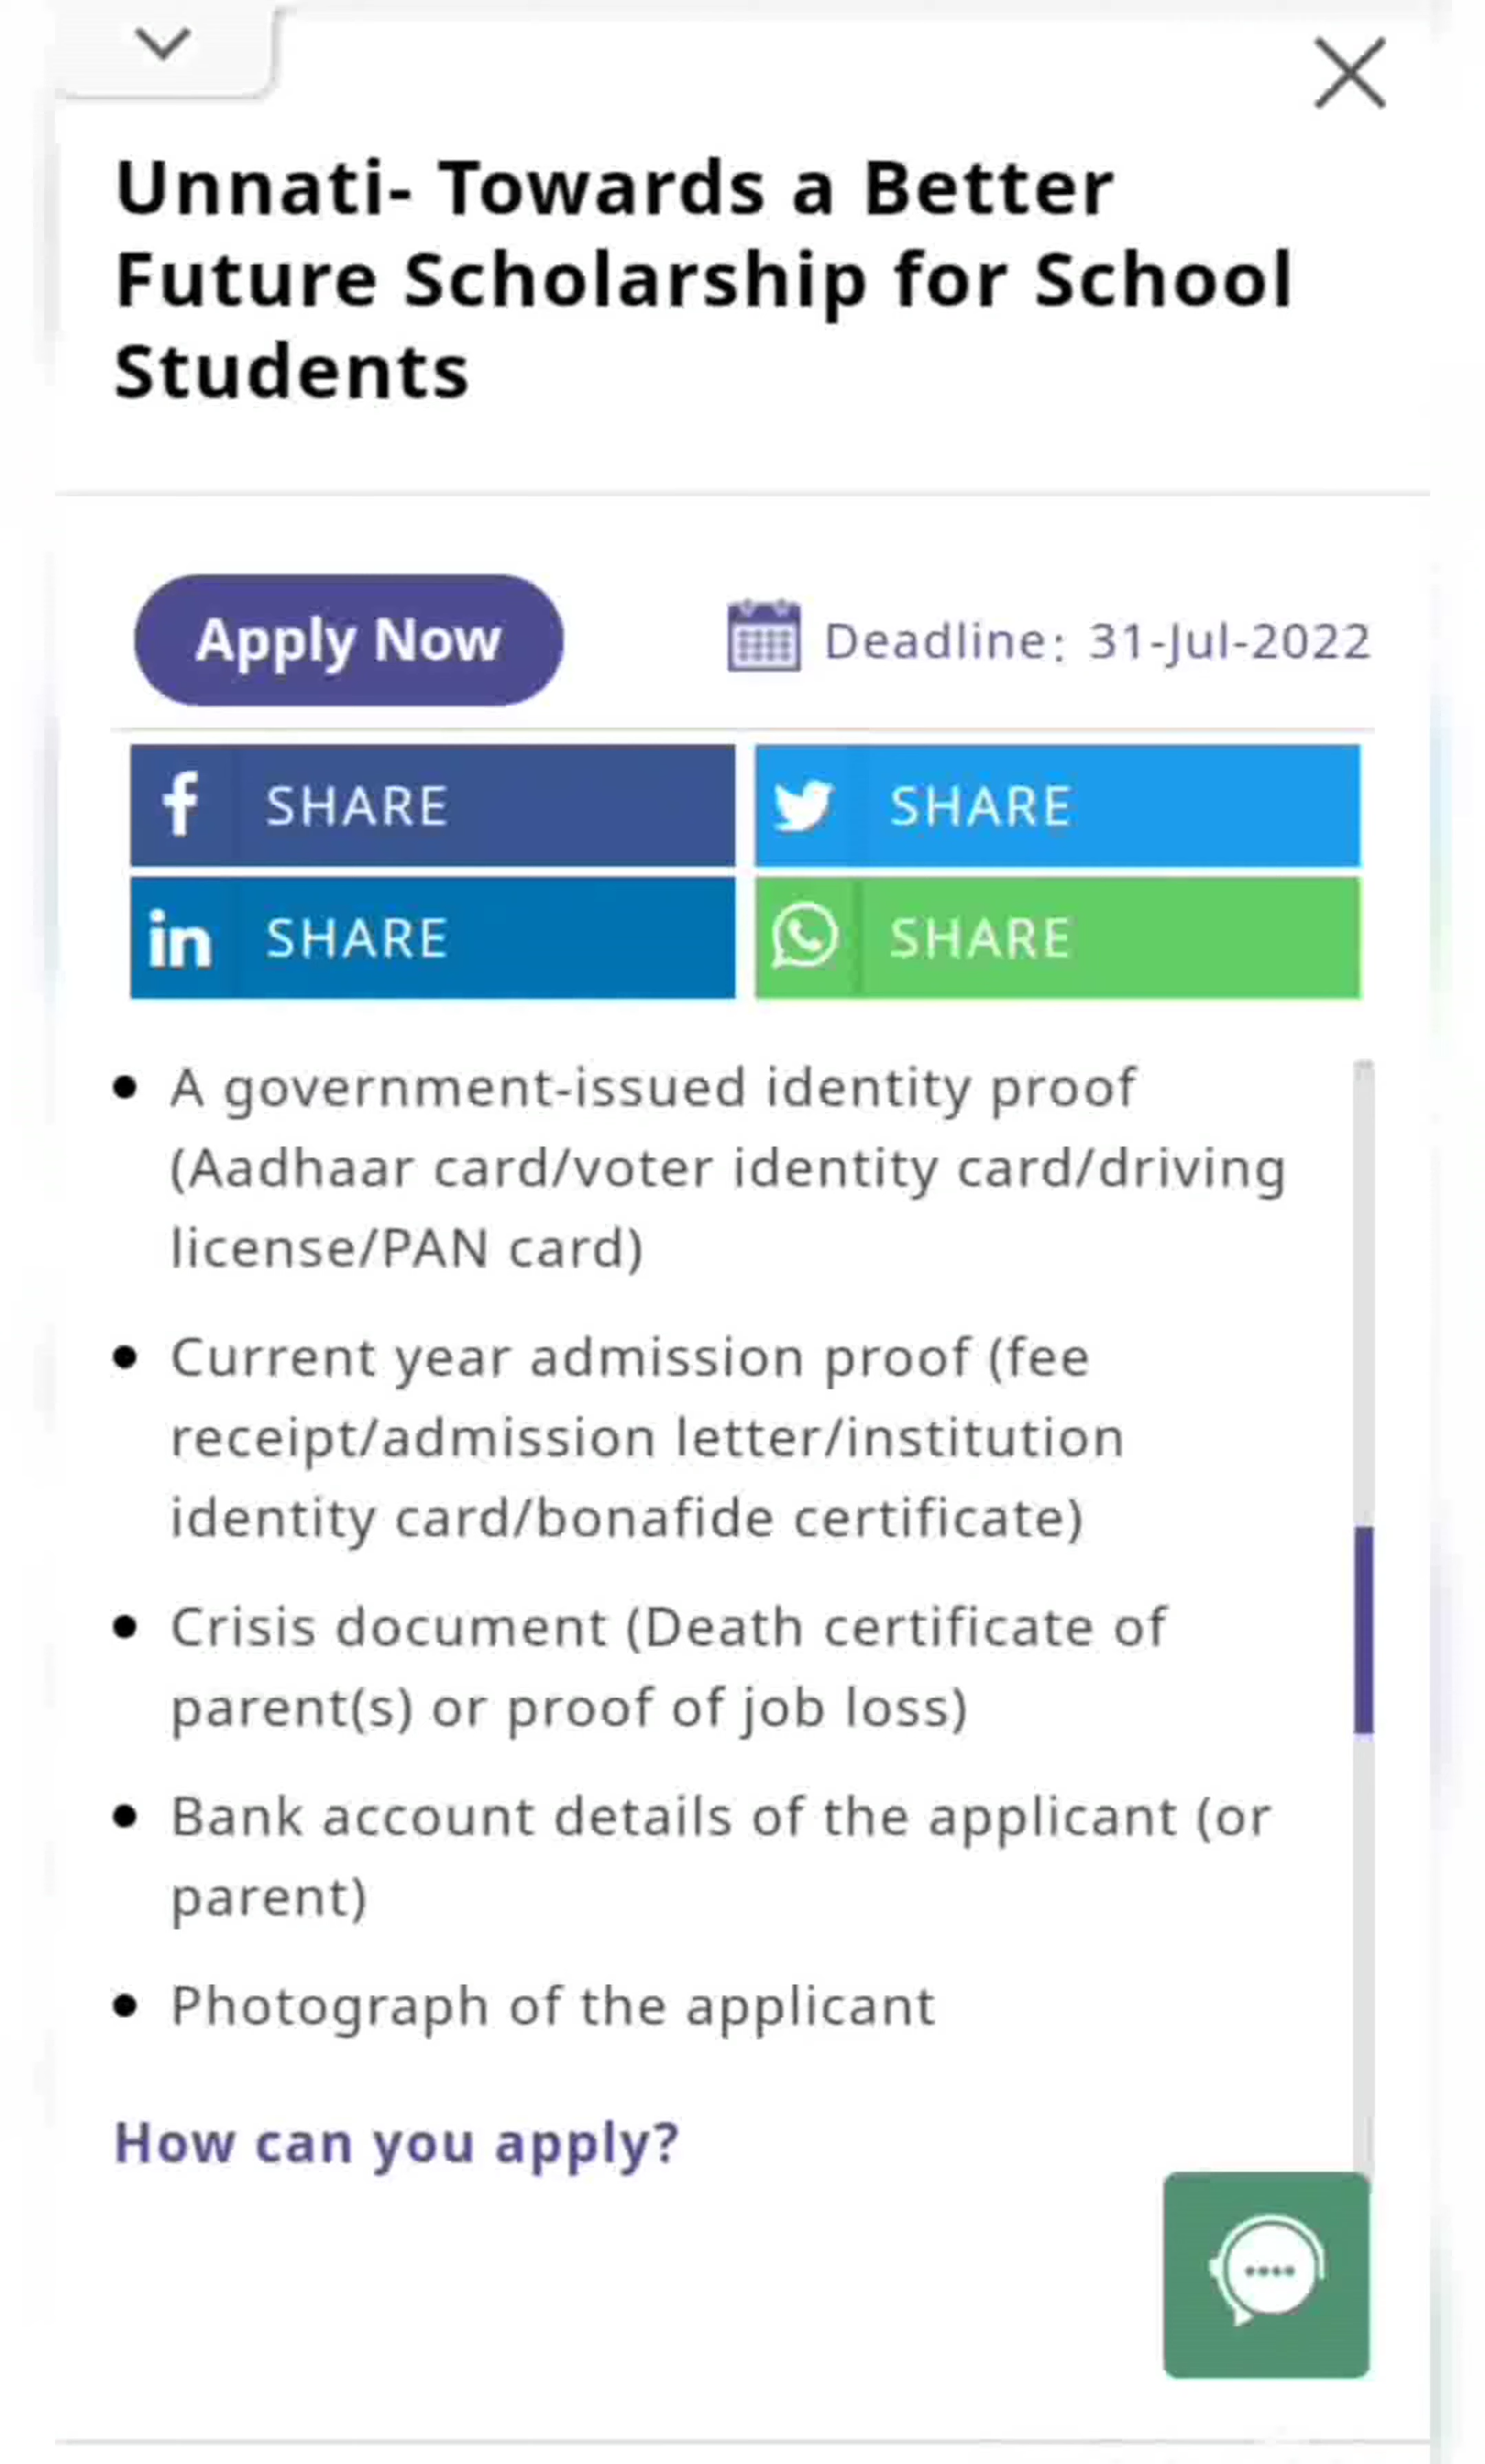 Unnati- Towards a Better
Future Scholarship for School
Students
Apply Now
Deadline: 31-Jul-2022
f SHARE
SHARE
in SHARE
SHARE
• A government-issued identity proof
(Aadhaar card/voter identity card/driving
license/PAN card)
• Current year admission proof (fee
receipt/admission letter/institution
identity card/bonafide certificate)
• Crisis document (Death certificate of
parent(s) or proof of job loss)
• Bank account details of the applicant (or
parent)
• Photograph of the applicant
How can you apply?